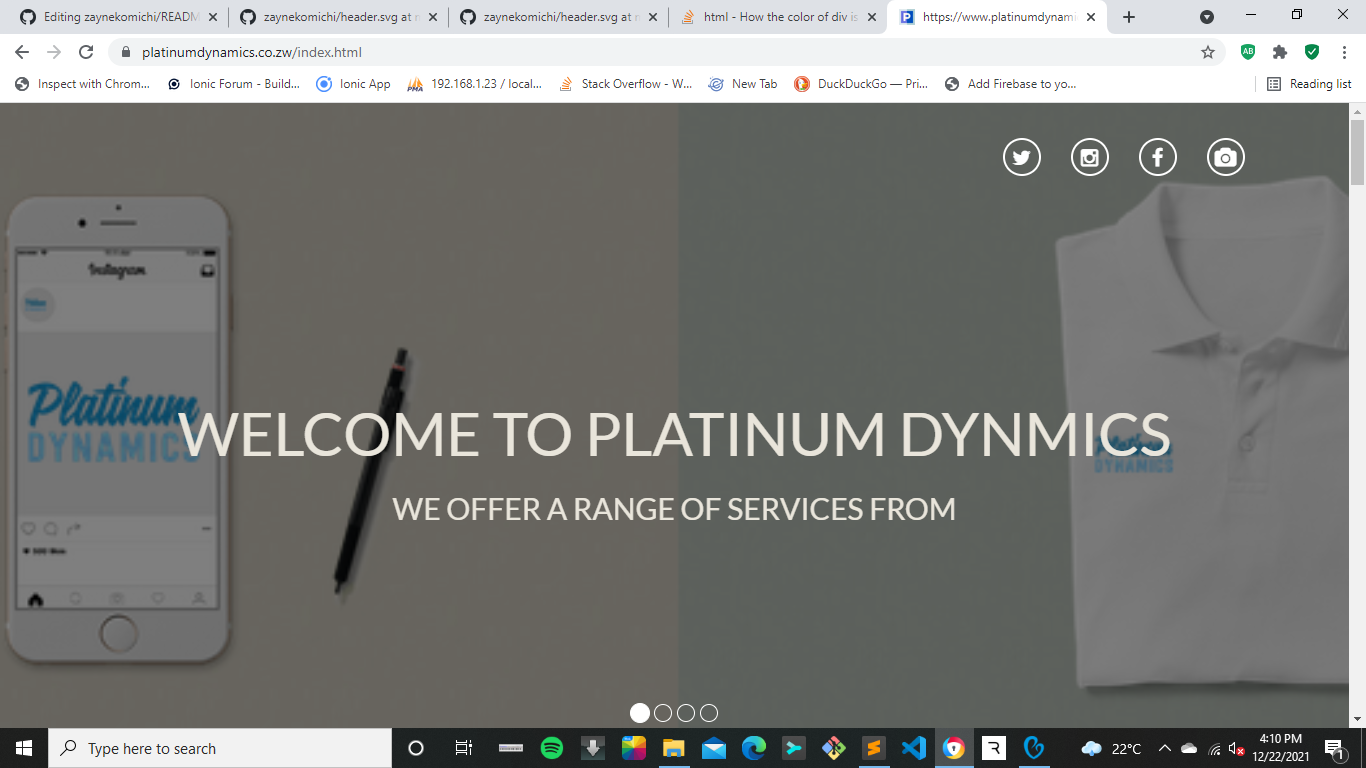 Editing zaynekomichi/READM
zaynekomichi/header.svg at m
zaynekomichi/header.svg at m
html - How the color of div is
https://www.platinumdynami
platinumdynamics.co.zw/index.html
Inspect with Chrom...
Ionic Forum - Build...
Ionic App
192.168.1.23 / local...
Stack Overflow - W...
New Tab
DuckDuckGo — Pri...
Add Firebase to yo...
Reading list
Instagram
Platinum
DYNAMICS
WELCOME TO PLATINUM DYNMICS
Platinum
DYNAMICS
WE OFFER A RANGE OF SERVICES FROM
Type here to search
22°C
4:10 PM
12/22/2021
1